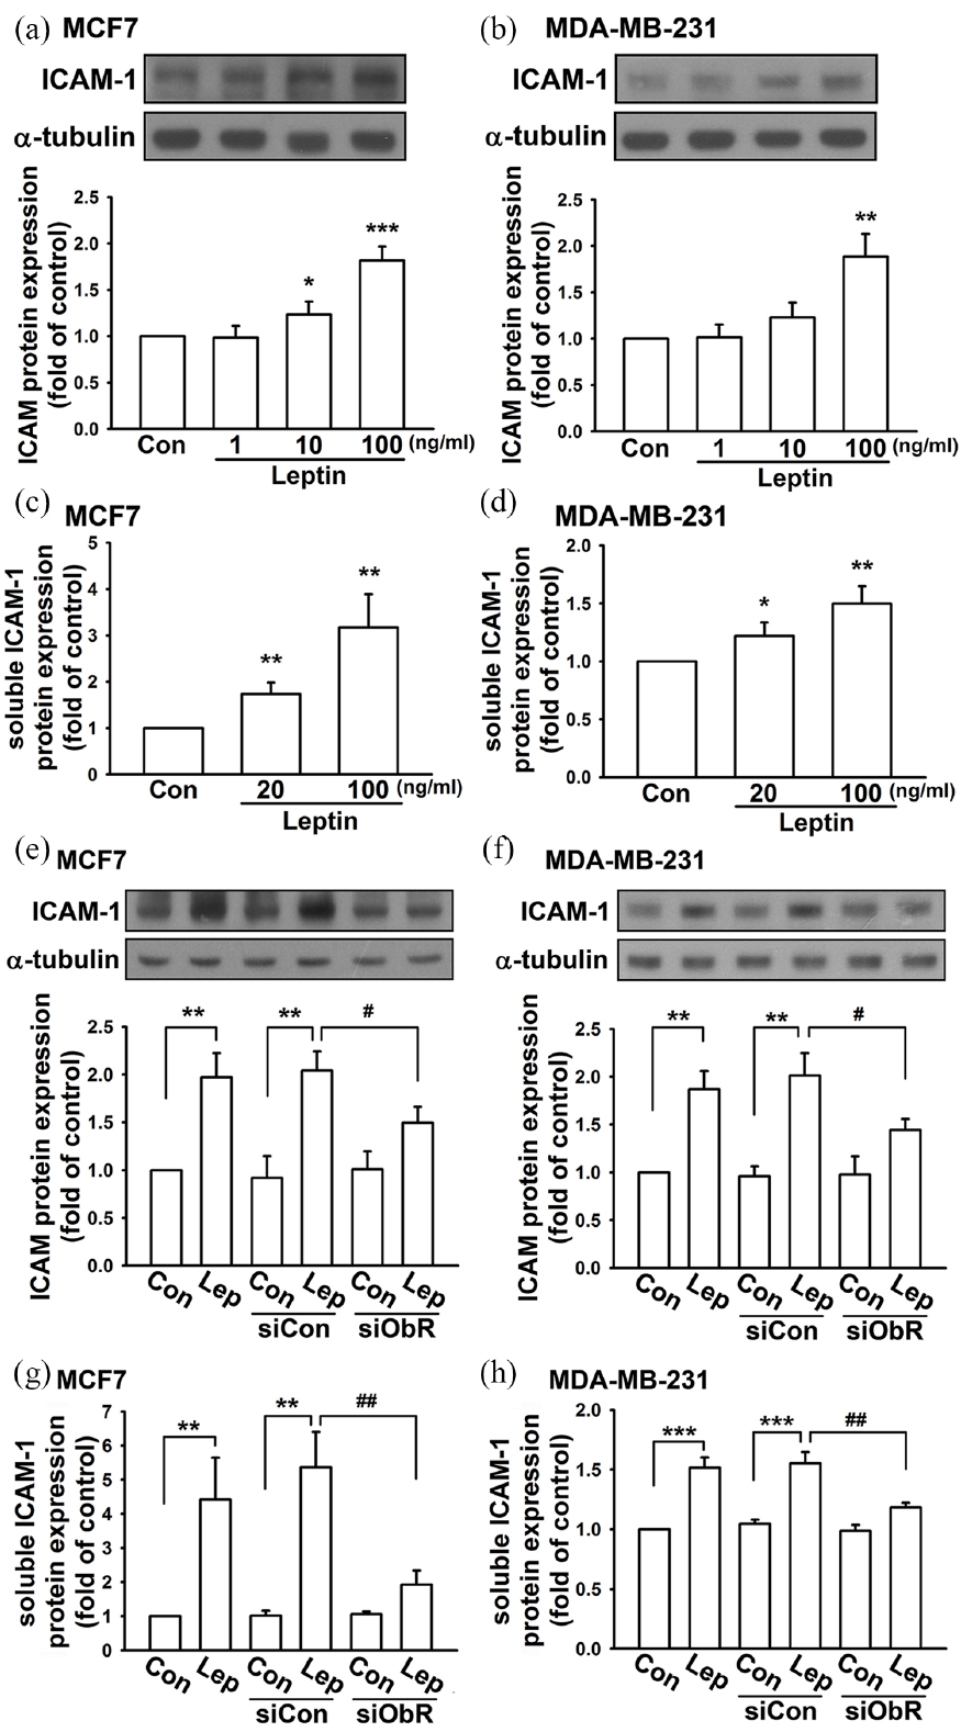 (a) MCF7
ICAM-1
α-tubulin
ICAM protein expression
(fold of control)
2.5
2.0
1.5
1.0
0.5
0.0
*
***
Con 1 10 100 (ng/ml)
Leptin
(b) MDA-MB-231
ICAM-1
α-tubulin
ICAM protein expression
(fold of control)
2.5
2.0
1.5
1.0
0.5
0.0
**
Con 1 10 100 (ng/ml)
Leptin
(c) MCF7
soluble ICAM-1
protein expression
(fold of control)
5
4
3
2
1
0
**
**
Con 20 100 (ng/ml)
Leptin
(d) MDA-MB-231
soluble ICAM-1
protein expression
(fold of control)
2.0
1.5
1.0
0.5
0.0
*
**
Con 20 100 (ng/ml)
Leptin
(e) MCF7
ICAM-1
α-tubulin
ICAM protein expression
(fold of control)
2.5
2.0
1.5
1.0
0.5
0.0
** ** #
Con Lep Con Lep Con Lep
siCon siObR
(f) MDA-MB-231
ICAM-1
α-tubulin
ICAM protein expression
(fold of control)
2.5
2.0
1.5
1.0
0.5
0.0
** ** #
Con Lep Con Lep Con Lep
siCon siObR
(g) MCF7
soluble ICAM-1
protein expression
(fold of control)
7
6
5
4
3
2
1
0
** ** ##
Con Lep Con Lep Con Lep
siCon siObR
(h) MDA-MB-231
soluble ICAM-1
protein expression
(fold of control)
2.0
1.5
1.0
0.5
0.0
*** *** ##
Con Lep Con Lep Con Lep
siCon siObR